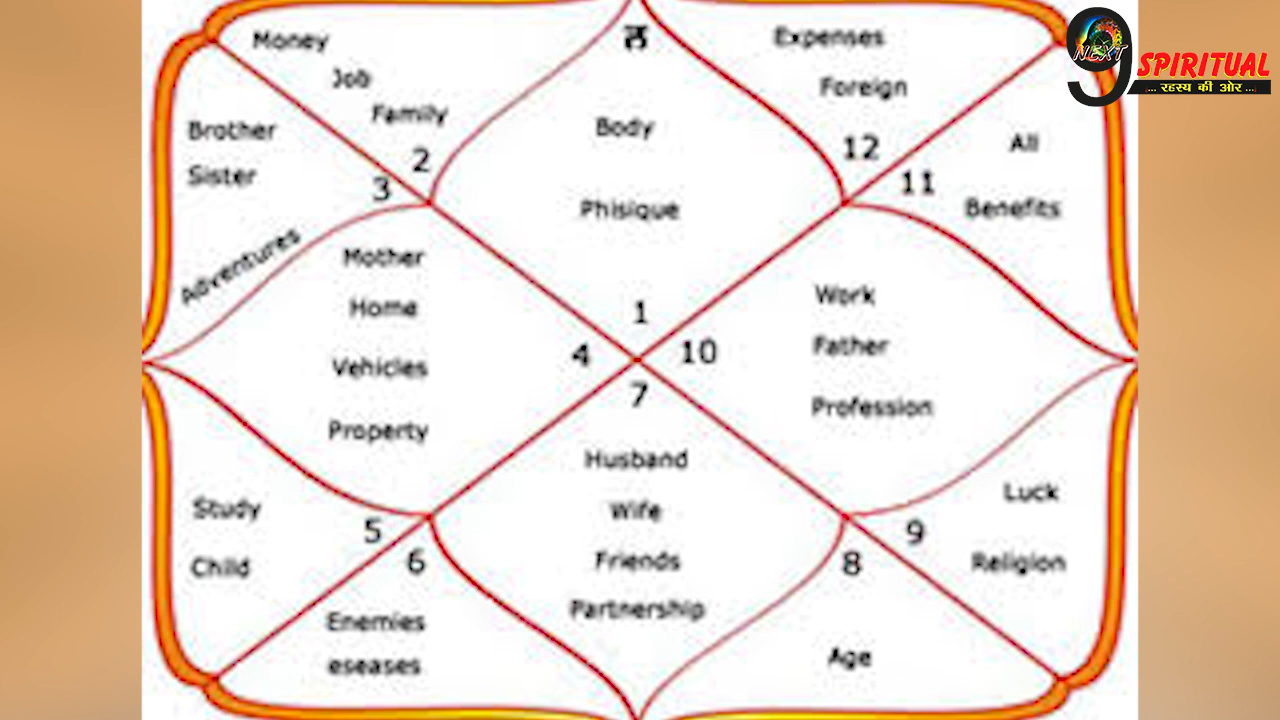 Money
Job
Family
2
Brother
Sister
Adventures
3
ल
Body
Phisique
1
Expenses
Foreign
12
11
All
Benefits
Mother
Home
Vehicles
Property
4
10
Work
Father
Profession
7
Husband
Wife
Friends
Partnership
Study
Child
5
6
Enemies
eseases
8
Age
9
Luck
Religion
9
NEXT
SPIRITUAL
... रहस्य की ओर ...